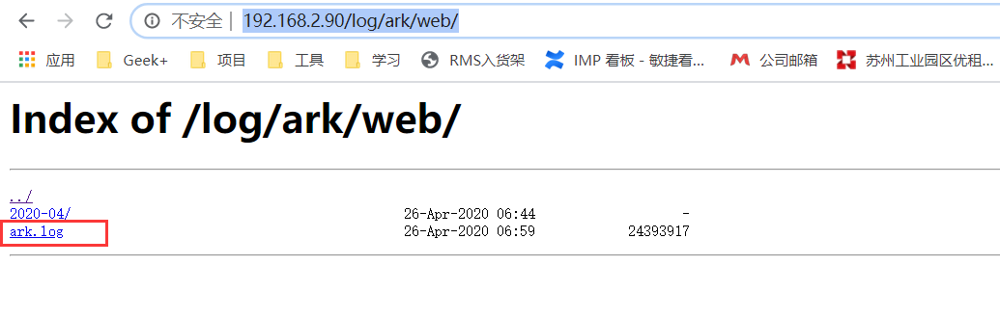 不安全 | 192.168.2.90/log/ark/web/
应用 Geek+ 项目 工具 学习 RMS入货架 IMP 看板 - 敏捷看... 公司邮箱 苏州工业园区优租...
Index of /log/ark/web/
../
2020-04/ 26-Apr-2020 06:44 -
ark.log 26-Apr-2020 06:59 24393917